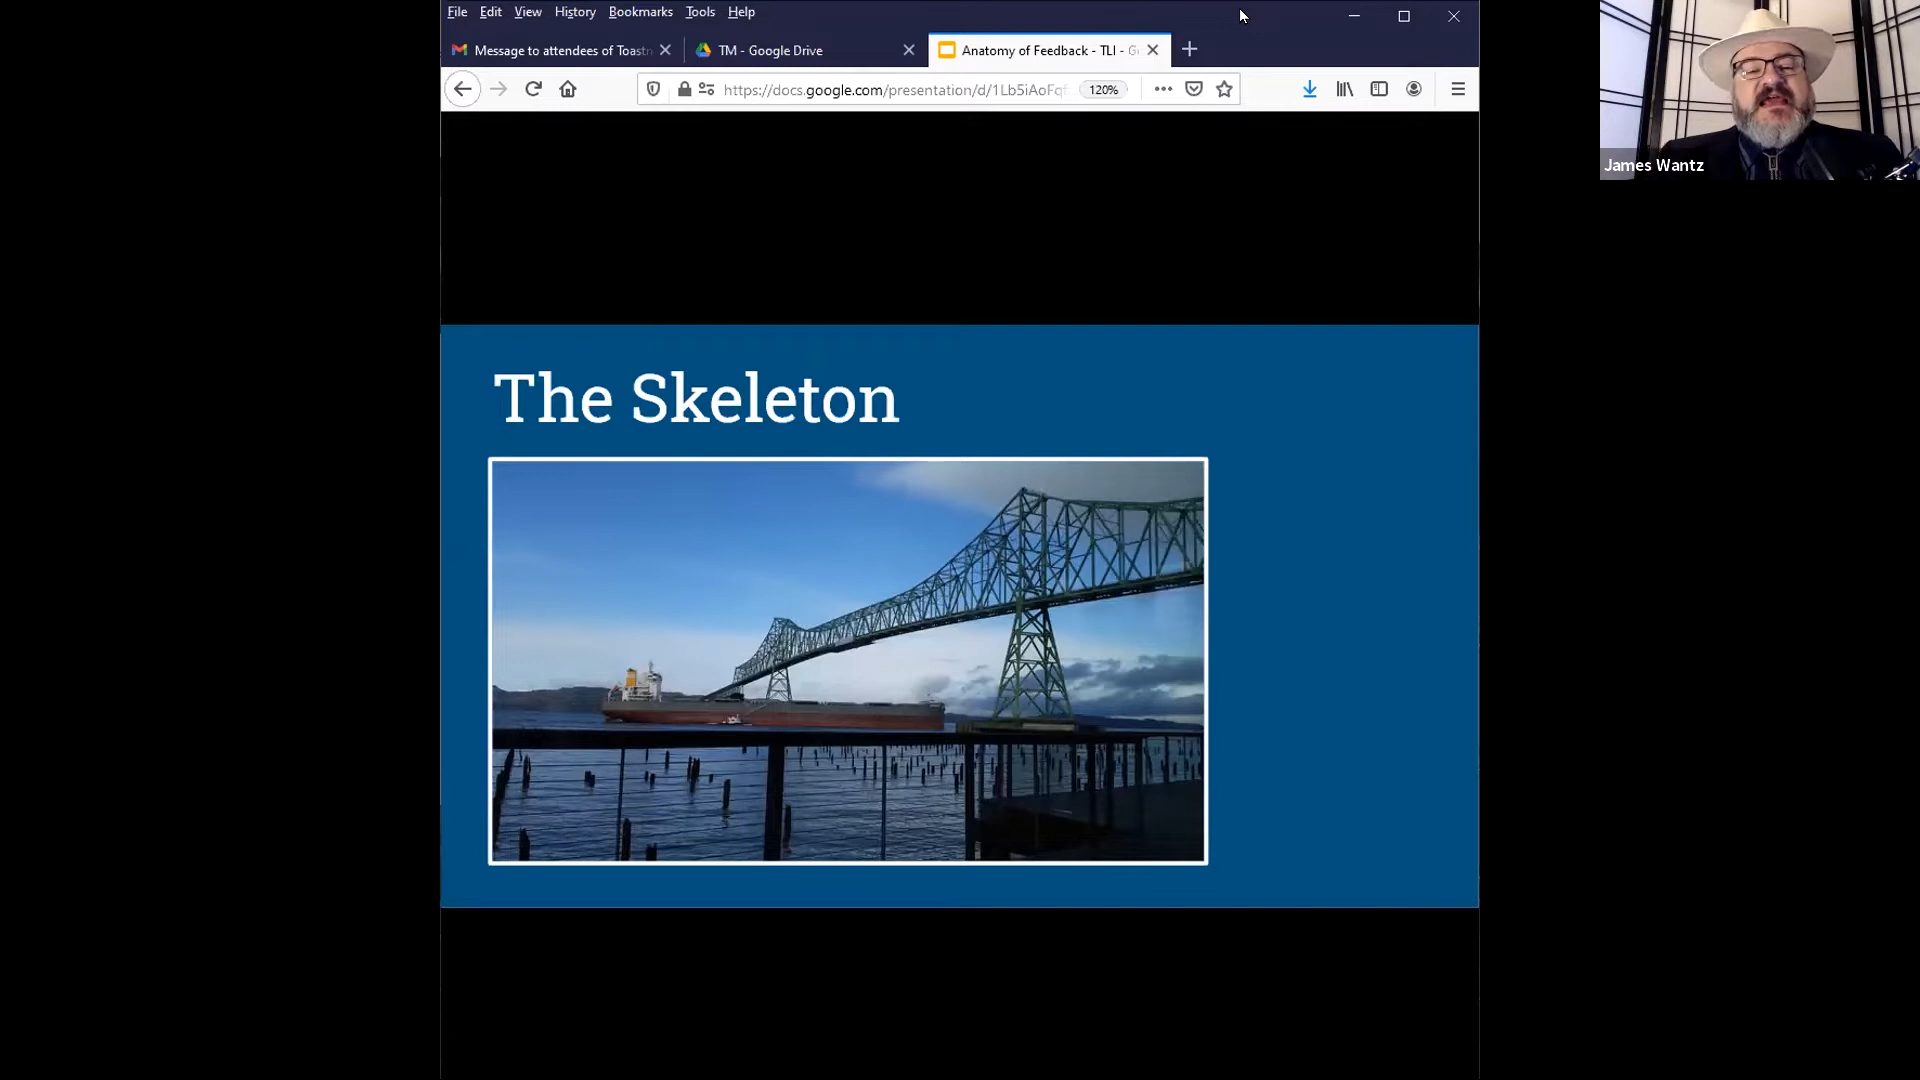 File Edit View History Bookmarks Tools Help
Message to attendees of Toastm
TM - Google Drive
Anatomy of Feedback - TLI - G
https://docs.google.com/presentation/d/1Lb5iAoFqf
120%
James Wantz
The Skeleton